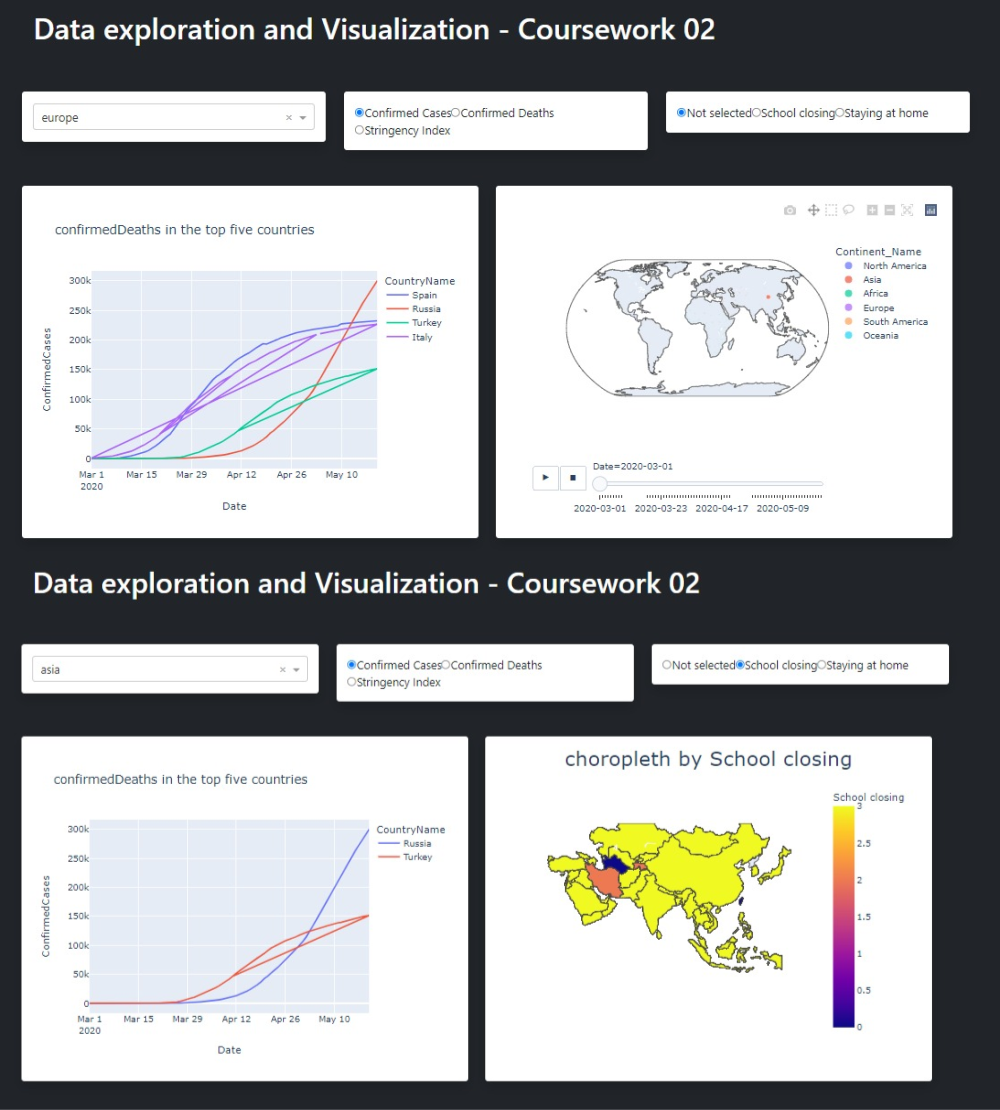 Data exploration and Visualization - Coursework 02
europe
Confirmed Cases Confirmed Deaths
Stringency Index
Not selected School closing Staying at home
confirmedDeaths in the top five countries
CountryName
Spain
Russia
Turkey
Italy
300k
250k
200k
150k
100k
50k
0
ConfirmedCases
Mar 1 Mar 15 Mar 29 Apr 12 Apr 26 May 10
2020
Date
Continent_Name
North America
Asia
Africa
Europe
South America
Oceania
Date=2020-03-01
2020-03-01 2020-03-23 2020-04-17 2020-05-09
Data exploration and Visualization - Coursework 02
asia
Confirmed Cases Confirmed Deaths
Stringency Index
Not selected School closing Staying at home
confirmedDeaths in the top five countries
CountryName
Russia
Turkey
300k
250k
200k
150k
100k
50k
0
ConfirmedCases
Mar 1 Mar 15 Mar 29 Apr 12 Apr 26 May 10
2020
Date
choropleth by School closing
School closing
3
2.5
2
1.5
1
0.5
0